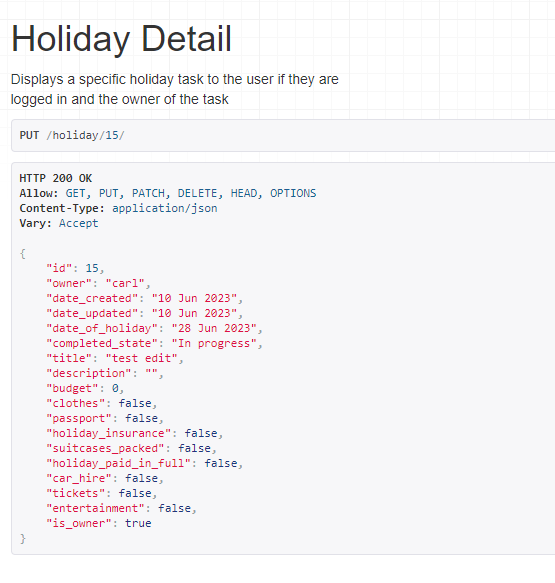 Holiday Detail
Displays a specific holiday task to the user if they are
logged in and the owner of the task
PUT /holiday/15/
HTTP 200 OK
Allow: GET, PUT, PATCH, DELETE, HEAD, OPTIONS
Content-Type: application/json
Vary: Accept
{
    "id": 15,
    "owner": "carl",
    "date_created": "10 Jun 2023",
    "date_updated": "10 Jun 2023",
    "date_of_holiday": "28 Jun 2023",
    "completed_state": "In progress",
    "title": "test edit",
    "description": "",
    "budget": 0,
    "clothes": false,
    "passport": false,
    "holiday_insurance": false,
    "suitcases_packed": false,
    "holiday_paid_in_full": false,
    "car_hire": false,
    "tickets": false,
    "entertainment": false,
    "is_owner": true
}